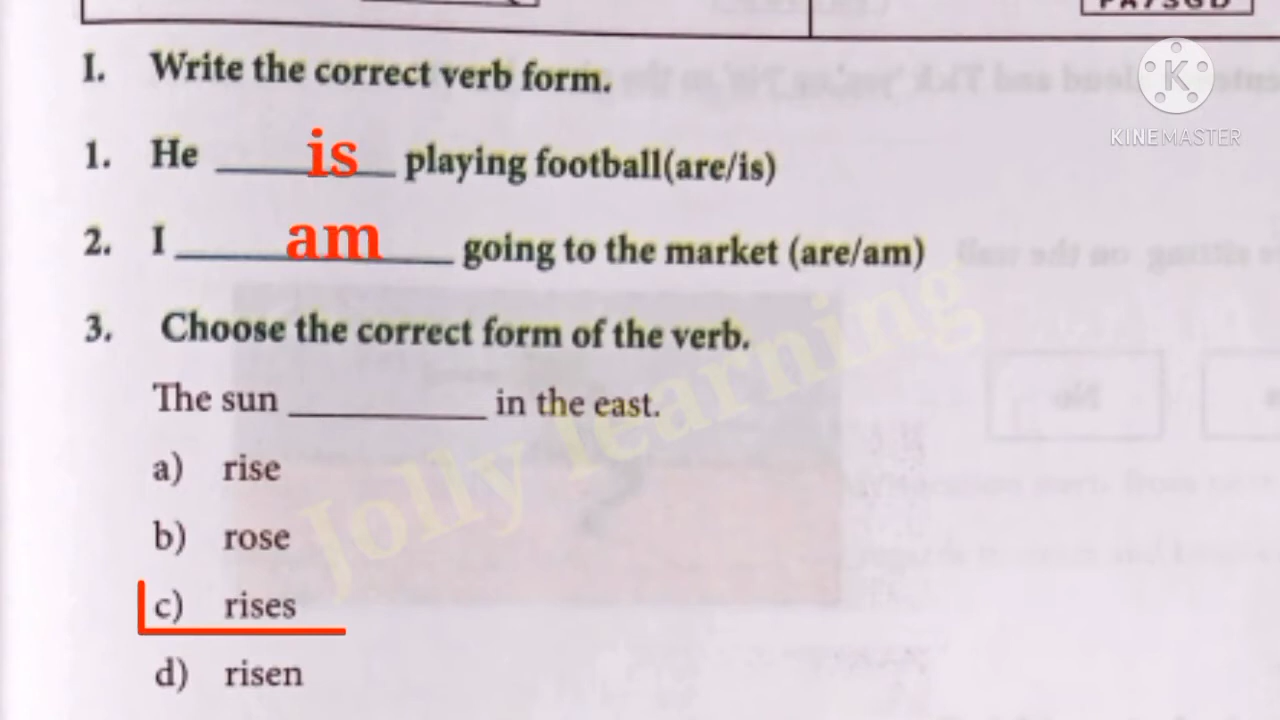 I. Write the correct verb form.
KINEMASTER
1. He is playing football(are/is)
2. I am going to the market (are/am)
3. Choose the correct form of the verb.
The sun __________ in the east.
a) rise
b) rose
c) rises
d) risen
Jolly learning